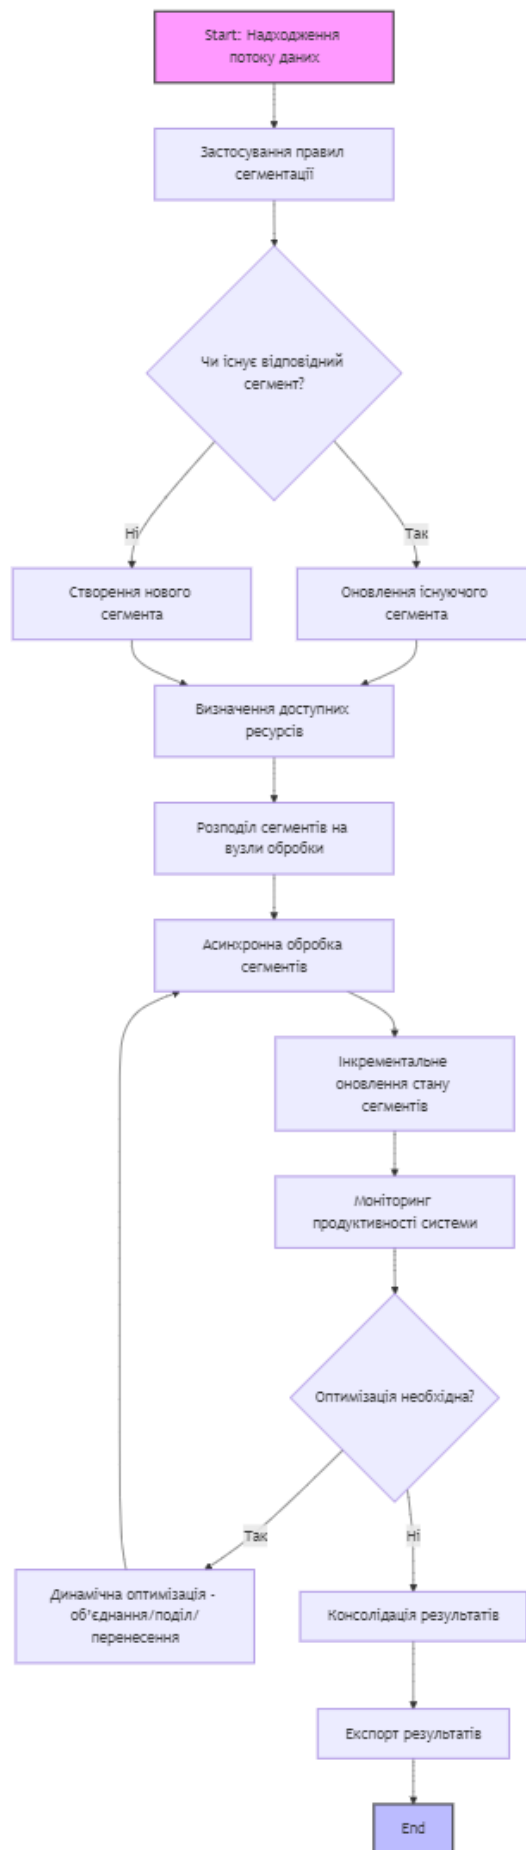 Start: Надходження
потоку даних
Застосування правил
сегментації
Чи існує відповідний
сегмент?
Ні
Так
Створення нового
сегмента
Оновлення існуючого
сегмента
Визначення доступних
ресурсів
Розподіл сегментів на
вузли обробки
Асинхронна обробка
сегментів
Інкрементальне
оновлення стану
сегментів
Моніторинг
продуктивності системи
Оптимізація необхідна?
Так
Ні
Динамічна оптимізація -
об'єднання/поділ/
перенесення
Консолідація результатів
Експорт результатів
End